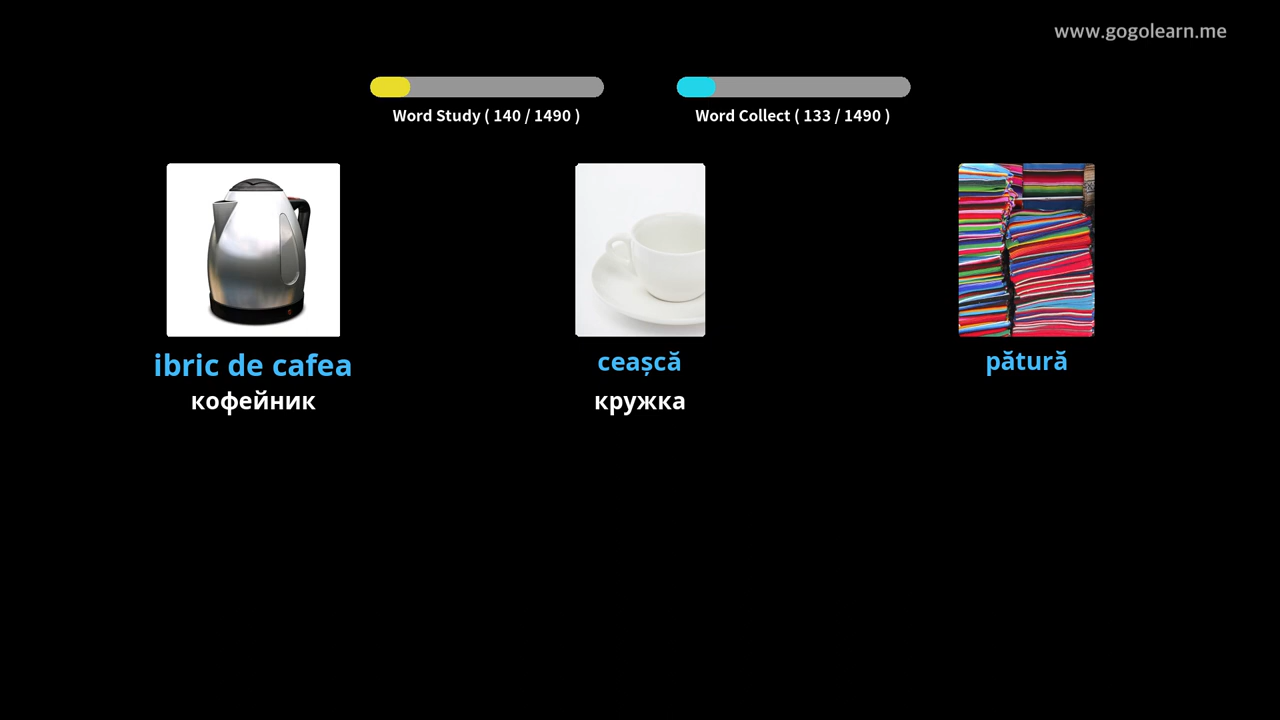 www.gogolearn.me
Word Study ( 140 / 1490 )
Word Collect ( 133 / 1490 )
ibric de cafea
кофейник
ceașcă
кружка
pătură